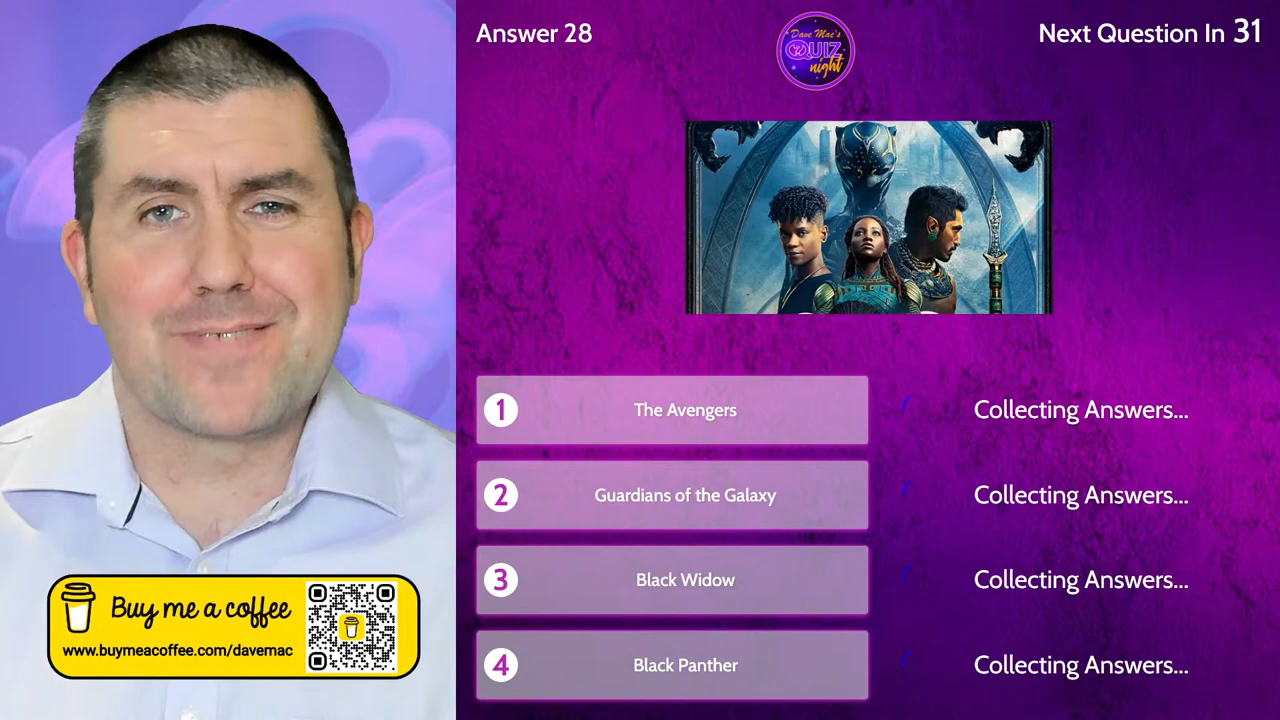 Answer 28
Dave Mac's
QUIZ
night
Next Question In 31
1 The Avengers Collecting Answers...
2 Guardians of the Galaxy Collecting Answers...
3 Black Widow Collecting Answers...
4 Black Panther Collecting Answers...
Buy me a coffee
www.buymeacoffee.com/davemac